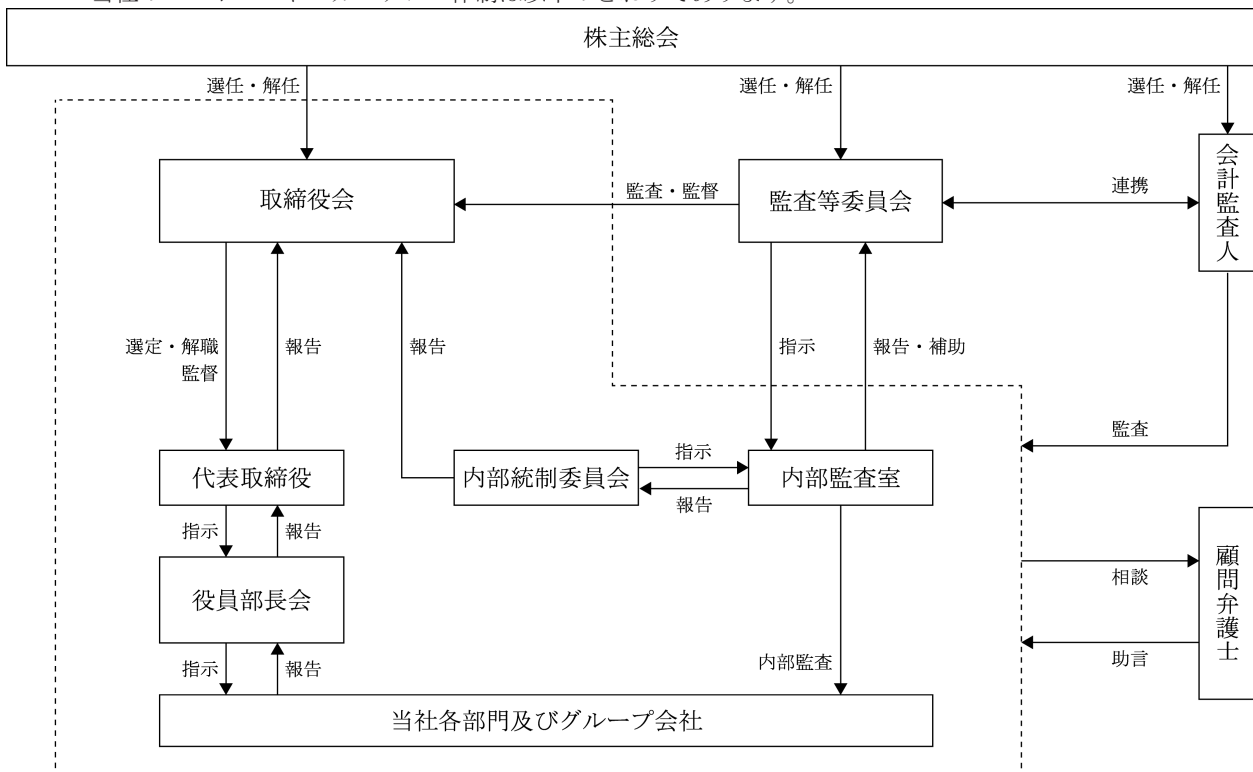 株主総会
選任・解任
選任・解任
選任・解任
取締役会
監査・監督
監査等委員会
連携
会計監査人
選定・解職
監督
報告
報告
指示
報告・補助
監査
代表取締役
内部統制委員会
指示
報告
内部監査室
指示
報告
役員部長会
相談
助言
顧問弁護士
指示
報告
内部監査
当社各部門及びグループ会社